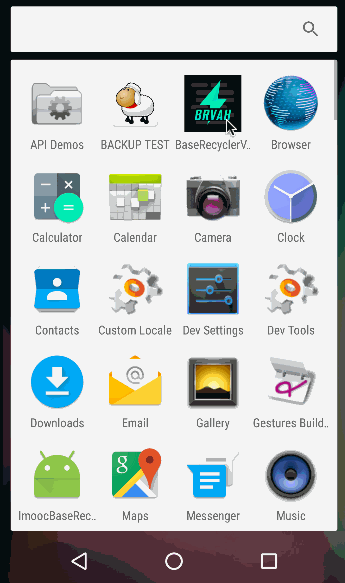 BRVAH
API Demos
BACKUP TEST
BaseRecyclerV..
Browser
Calculator
Calendar
Camera
Clock
Contacts
Custom Locale
Dev Settings
Dev Tools
@
Downloads
Email
Gallery
Gestures Build..
g
ImoocBaseRec..
Maps
Messenger
Music